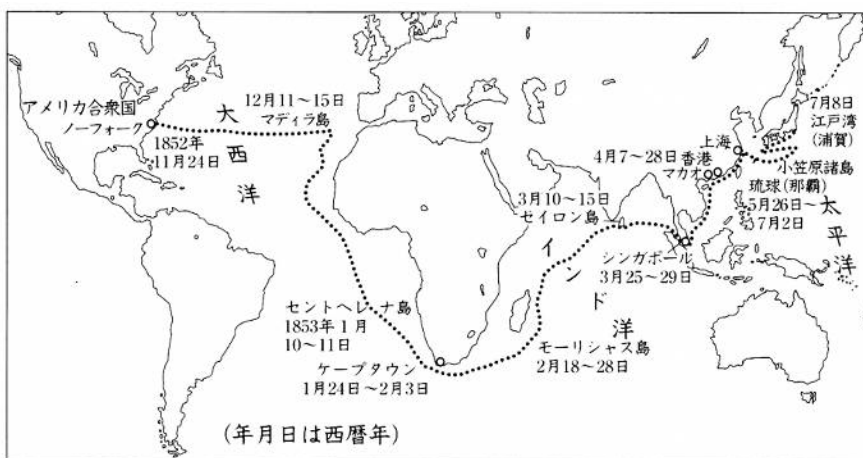 アメリカ合衆国
ノーフォーク
1852年
11月24日
大西洋
12月11～15日
マディラ島
セントヘレナ島
1853年1月
10～11日
ケープタウン
1月24日～2月3日
モーリシャス島
2月18～28日
インド洋
3月10～15日
セイロン島
シンガポール
3月25～29日
4月7～28日
香港
マカオ
上海
7月8日
江戸湾
(浦賀)
小笠原諸島
琉球(那覇)
5月26日～
7月2日
太平洋
(年月日は西暦年)